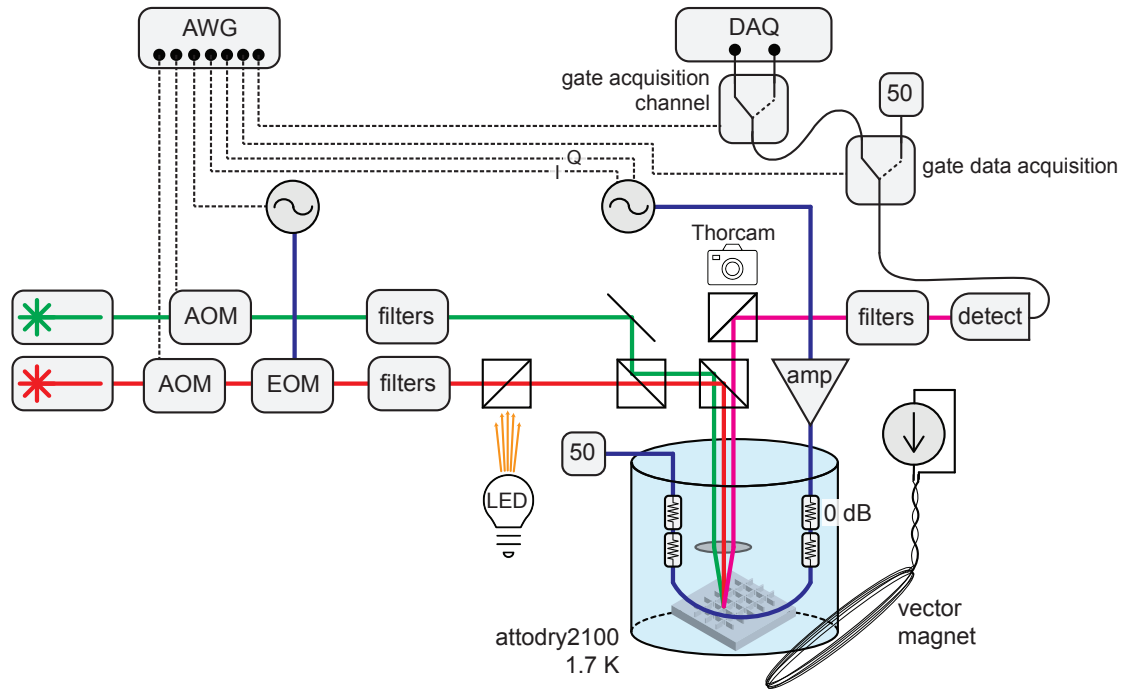 AWG
DAQ
gate acquisition
channel
50
gate data acquisition
Q
I
Thorcam
AOM
filters
filters
detect
AOM
EOM
filters
amp
50
LED
0 dB
attodry2100
1.7 K
vector
magnet